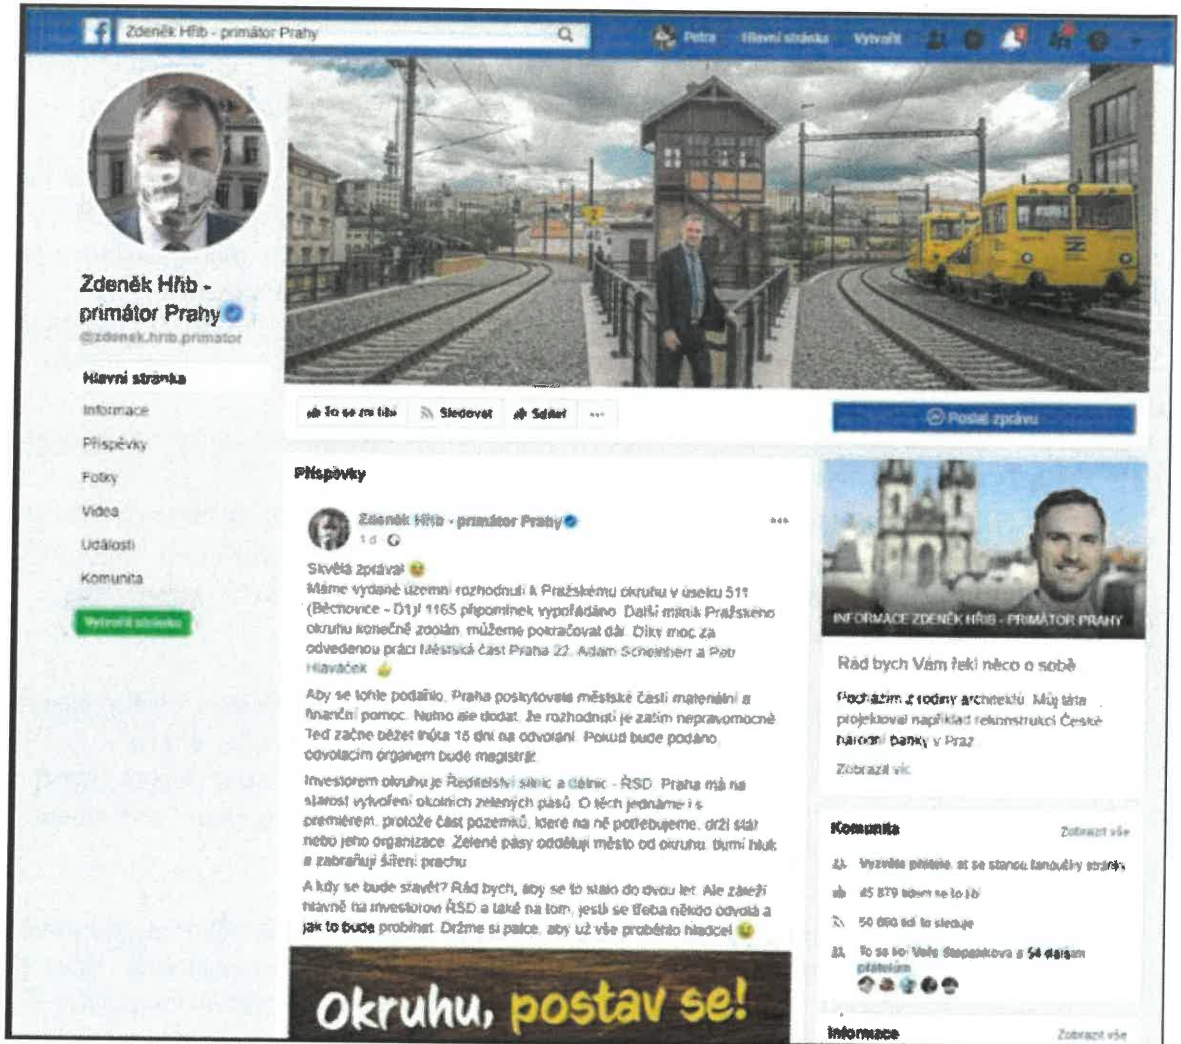 Zdeněk Hřib - primátor Prahy
Petra Hlavní stránka Vytvořit
Zdeněk Hřib -
primátor Prahy
@zdenek.hrib.primator
Hlavní stránka
Informace
Příspěvky
Fotky
Videa
Události
Komunita
Vytvořit stránku
To se mi líbí Sledovat Sdílet ...
Poslat zprávu
Příspěvky
Zdeněk Hřib - primátor Prahy
1 d
Skvělá zpráva!
Máme vydané územní rozhodnutí k Pražskému okruhu v úseku 511
(Běchovice - D1)! 1165 připomínek vypořádáno. Další milník Pražského
okruhu konečně zdolán, můžeme pokračovat dál. Díky moc za
odvedenou práci Městská část Praha 22, Adam Scheinherr a Petr
Hlaváček
Aby se tohle podařilo, Praha poskytovala městské části materiální a
finanční pomoc. Nutno ale dodat, že rozhodnutí je zatím nepravomocné.
Teď začne běžet lhůta 15 dní na odvolání. Pokud bude podáno,
odvolacím orgánem bude magistrát.
Investorem okruhu je Ředitelství silnic a dálnic - ŘSD. Praha má na
starost vytvoření okolních zelených pásů. O těch jednáme i s
premiérem, protože část pozemků, které na ně potřebujeme, drží stát
nebo jeho organizace. Zelené pásy oddělují město od okruhu, tlumí hluk
a zabraňují šíření prachu.
A kdy se bude stavět? Rád bych, aby se to stalo do dvou let. Ale záleží
hlavně na investorovi ŘSD a také na tom, jestli se třeba někdo odvolá a
jak to bude probíhat. Držme si palce, aby už vše proběhlo hladce!
Okruhu, postav se!
INFORMACE ZDENĚK HŘIB - PRIMÁTOR PRAHY
Rád bych Vám řekl něco o sobě
Pocházím z rodiny architektů. Můj táta
projektoval například rekonstrukci České
národní banky v Praz...
Zobrazit víc
Komunita Zobrazit vše
Vyzvěte přátele, ať se stanou fanoušky stránky
45 879 lidem se to líbí
lidí to sleduje
To se líbí Štěpánková a 54 dalším
přátelům
Informace Zobrazit vše